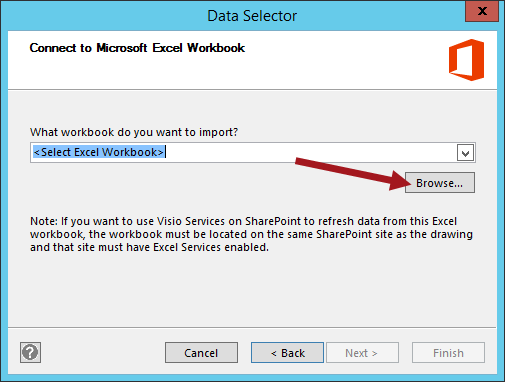 Data Selector
X
Connect to Microsoft Excel Workbook
What workbook do you want to import?
<Select Excel Workbook>
Browse...
Note: If you want to use Visio Services on SharePoint to refresh data from this Excel
workbook, the workbook must be located on the same SharePoint site as the drawing
and that site must have Excel Services enabled.
? Cancel < Back Next > Finish